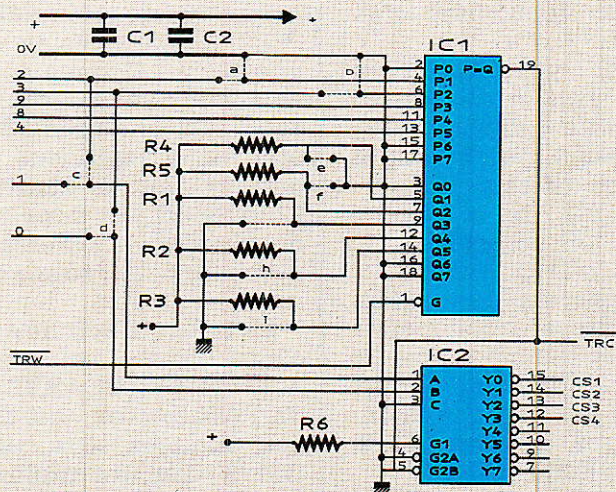 + C1 C2 +
0V IC1
2 a b 2 P0 P=Q 19
3 4 P1
9 6 P2
8 8 P3
4 11 P4
13 P5
R4 15 P6
17 P7
R5 e
1 c f 3 Q0
R1 5 Q1
7 Q2
0 d 9 Q3
R2 12 Q4
h 14 Q5
16 Q6
18 Q7
R3
I 1 G
+
TRW TRC
IC2
1 A Y0 15 CS1
2 B Y1 14 CS2
3 C Y2 13 CS3
Y3 12 CS4
R6 Y4 11
+ 6 G1 Y5 10
4 G2A Y6 9
5 G2B Y7 7